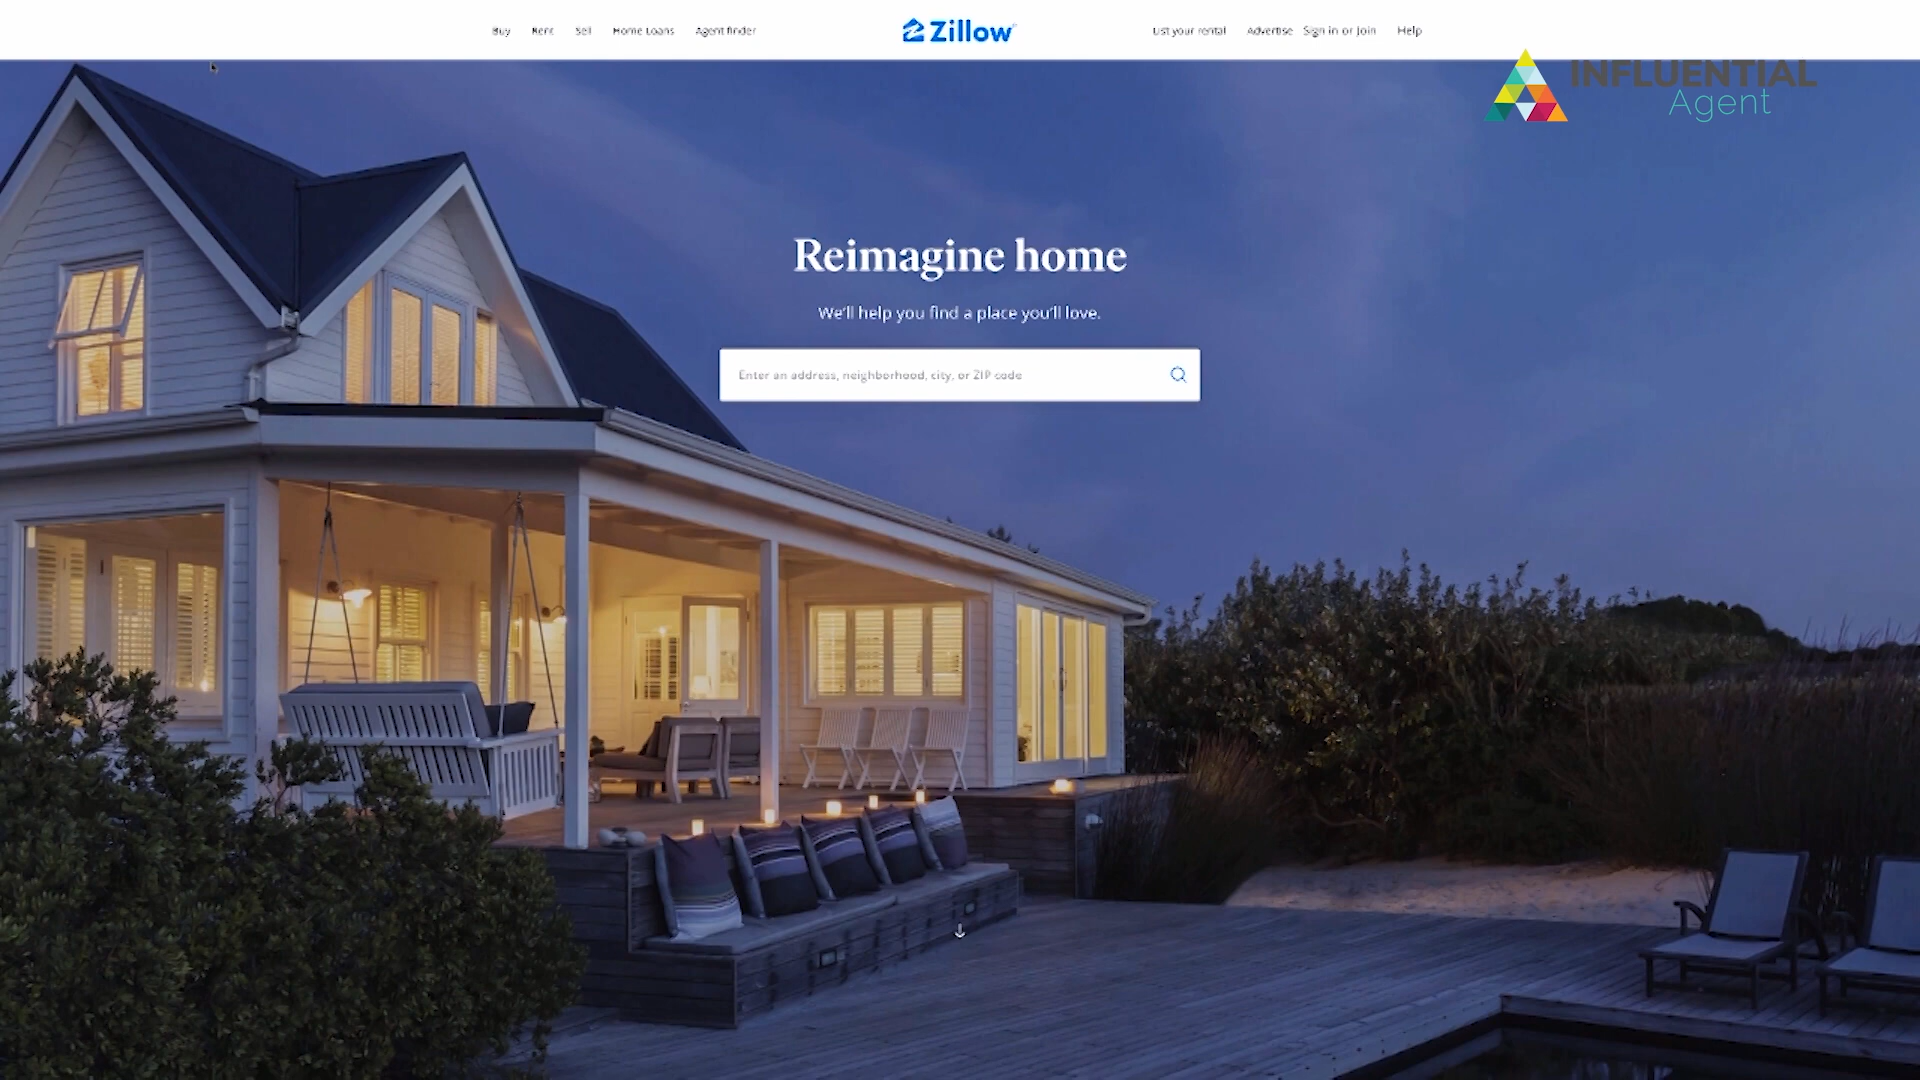 Buy Rent Sell Home Loans Agent finder Zillow List your rental Advertise Sign in or Join Help
INFLUENTIAL
Agent
Reimagine home
We'll help you find a place you'll love.
Enter an address, neighborhood, city, or ZIP code